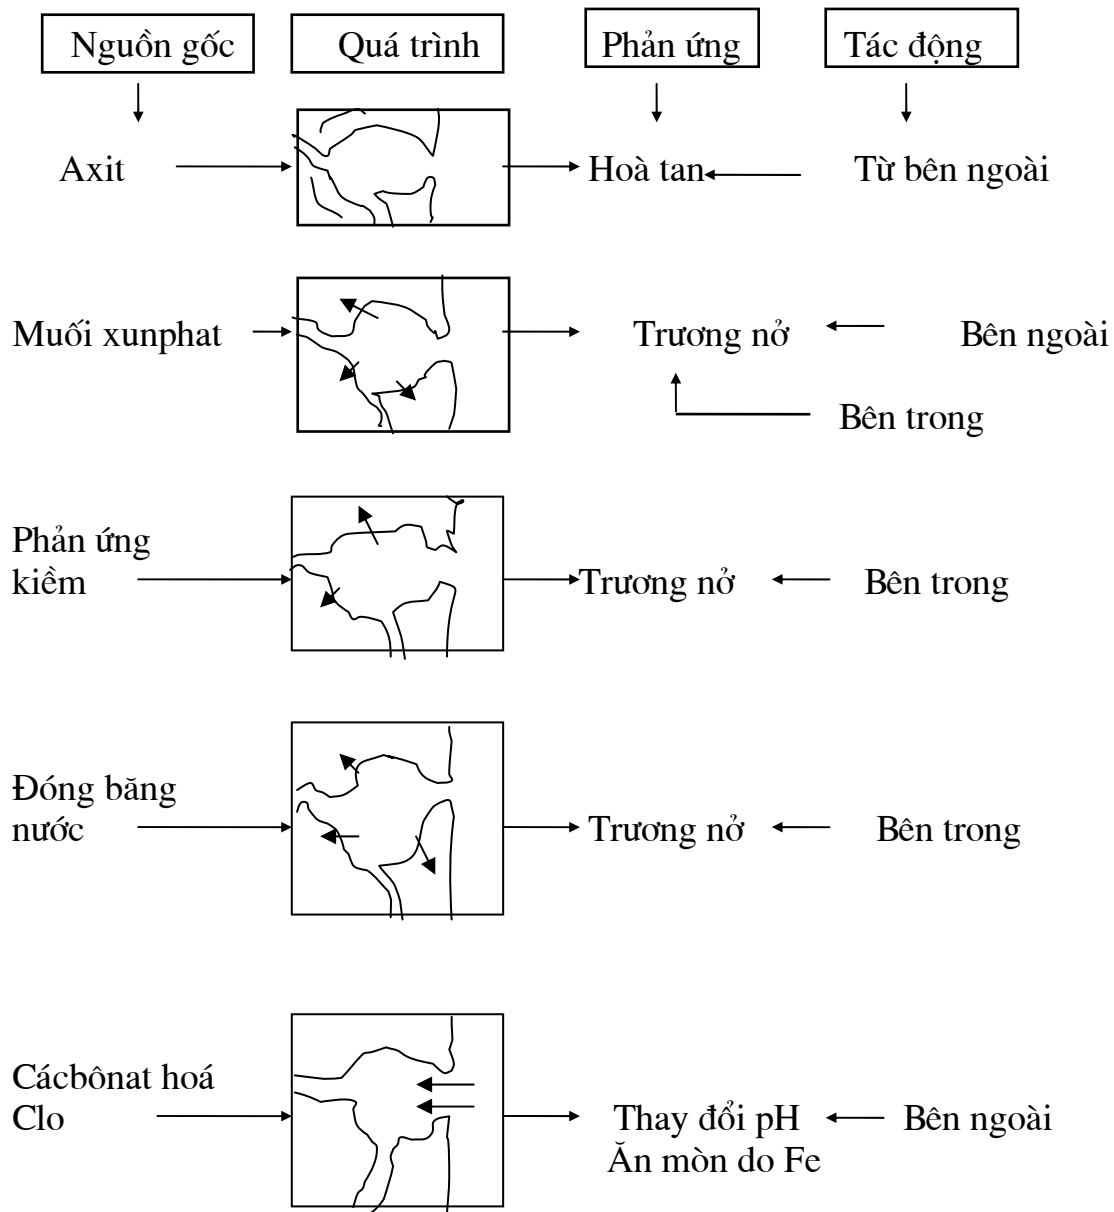 Nguồn gốc Quá trình Phản ứng Tác động
Axit Hoà tan Từ bên ngoài
Muối xunphat Trương nở Bên ngoài
Bên trong
Phản ứng
kiềm Trương nở Bên trong
Đóng băng
nước Trương nở Bên trong
Cácbônat hoá
Clo Thay đổi pH Bên ngoài
Ăn mòn do Fe